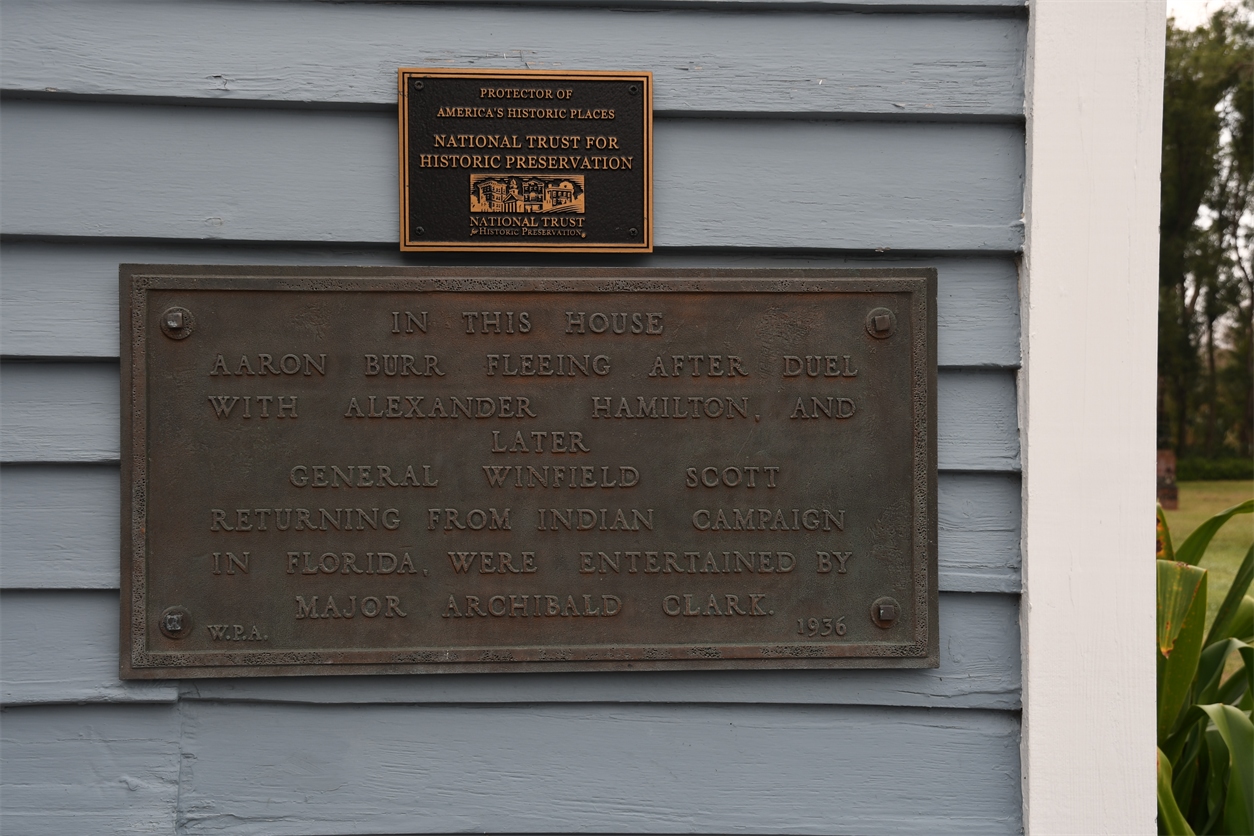 PROTECTOR OF
AMERICA'S HISTORIC PLACES
NATIONAL TRUST FOR
HISTORIC PRESERVATION
NATIONAL TRUST
for HISTORIC PRESERVATION
IN THIS HOUSE
AARON BURR FLEEING AFTER DUEL
WITH ALEXANDER HAMILTON, AND
LATER
GENERAL WINFIELD SCOTT
RETURNING FROM INDIAN CAMPAIGN
IN FLORIDA, WERE ENTERTAINED BY
MAJOR ARCHIBALD CLARK.
W.P.A. 1936